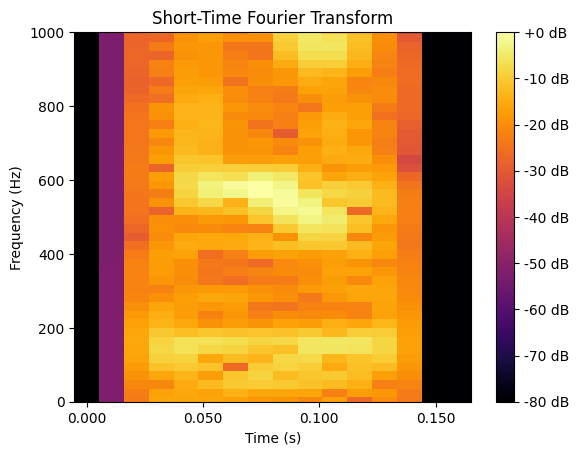 Short-Time Fourier Transform
1000
800
600
400
200
0
Frequency (Hz)
0.000
0.050
0.100
0.150
Time (s)
+0 dB
-10 dB
-20 dB
-30 dB
-40 dB
-50 dB
-60 dB
-70 dB
-80 dB